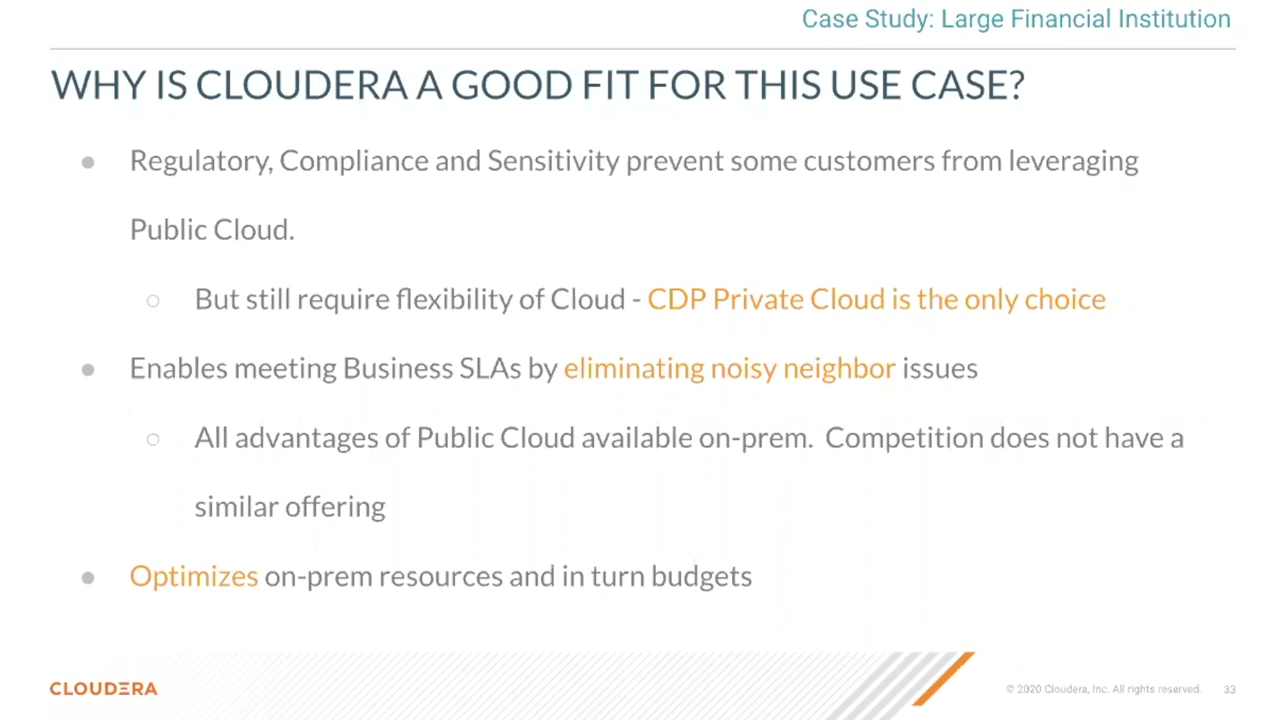 Case Study: Large Financial Institution
WHY IS CLOUDERA A GOOD FIT FOR THIS USE CASE?
● Regulatory, Compliance and Sensitivity prevent some customers from leveraging
Public Cloud.
○ But still require flexibility of Cloud - CDP Private Cloud is the only choice
● Enables meeting Business SLAs by eliminating noisy neighbor issues
○ All advantages of Public Cloud available on-prem.  Competition does not have a
similar offering
● Optimizes on-prem resources and in turn budgets
CLOUDERA
© 2020 Cloudera, Inc. All rights reserved. 33